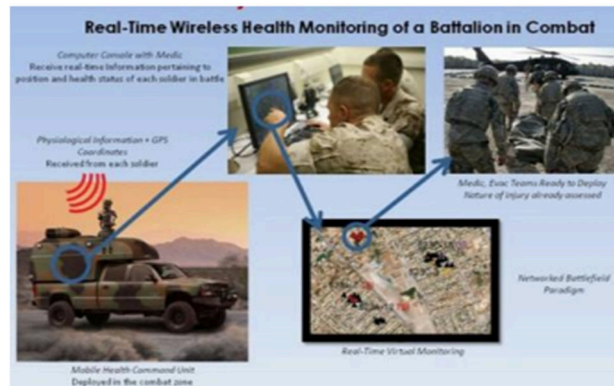 Real-Time Wireless Health Monitoring of a Battalion in Combat
Computer Console with Medic
Receive real-time Information pertaining
to position and health status of each soldier in battle
Physiological Information + GPS
Coordinates
Received from each soldier
Medic, Evac Teams Ready to Deploy
Nature of injury already assessed
Networked Battlefield
Paradigm
Real-Time Virtual Monitoring
Mobile Health Command Unit
Deployed in the combat zone